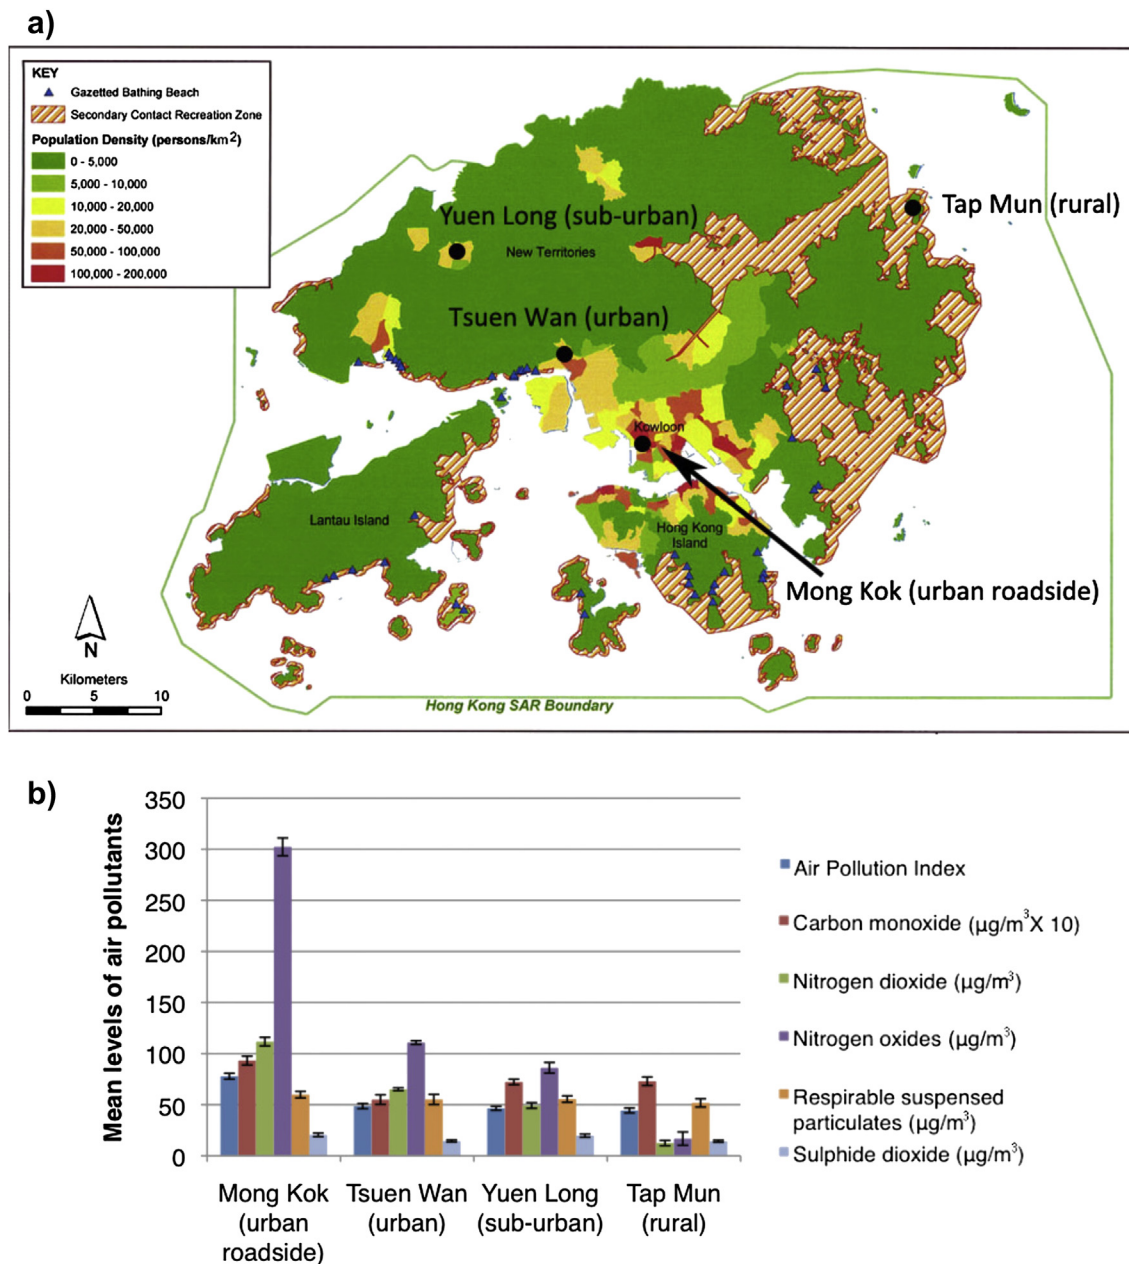 a)
KEY
Gazetted Bathing Beach
Secondary Contact Recreation Zone
Population Density (persons/km2)
0 - 5,000
5,000 - 10,000
10,000 - 20,000
20,000 - 50,000
50,000 - 100,000
100,000 - 200,000
Yuen Long (sub-urban)
New Territories
Tap Mun (rural)
Tsuen Wan (urban)
Kowloon
Lantau Island
Hong Kong
Island
Mong Kok (urban roadside)
N
Kilometers
0 5 10
Hong Kong SAR Boundary
b)
Mean levels of air pollutants
350
300
250
200
150
100
50
0
Mong Kok
(urban
roadside)
Tsuen Wan
(urban)
Yuen Long
(sub-urban)
Tap Mun
(rural)
Air Pollution Index
Carbon monoxide (µg/m³X 10)
Nitrogen dioxide (µg/m³)
Nitrogen oxides (µg/m³)
Respirable suspensed
particulates (µg/m³)
Sulphide dioxide (µg/m³)